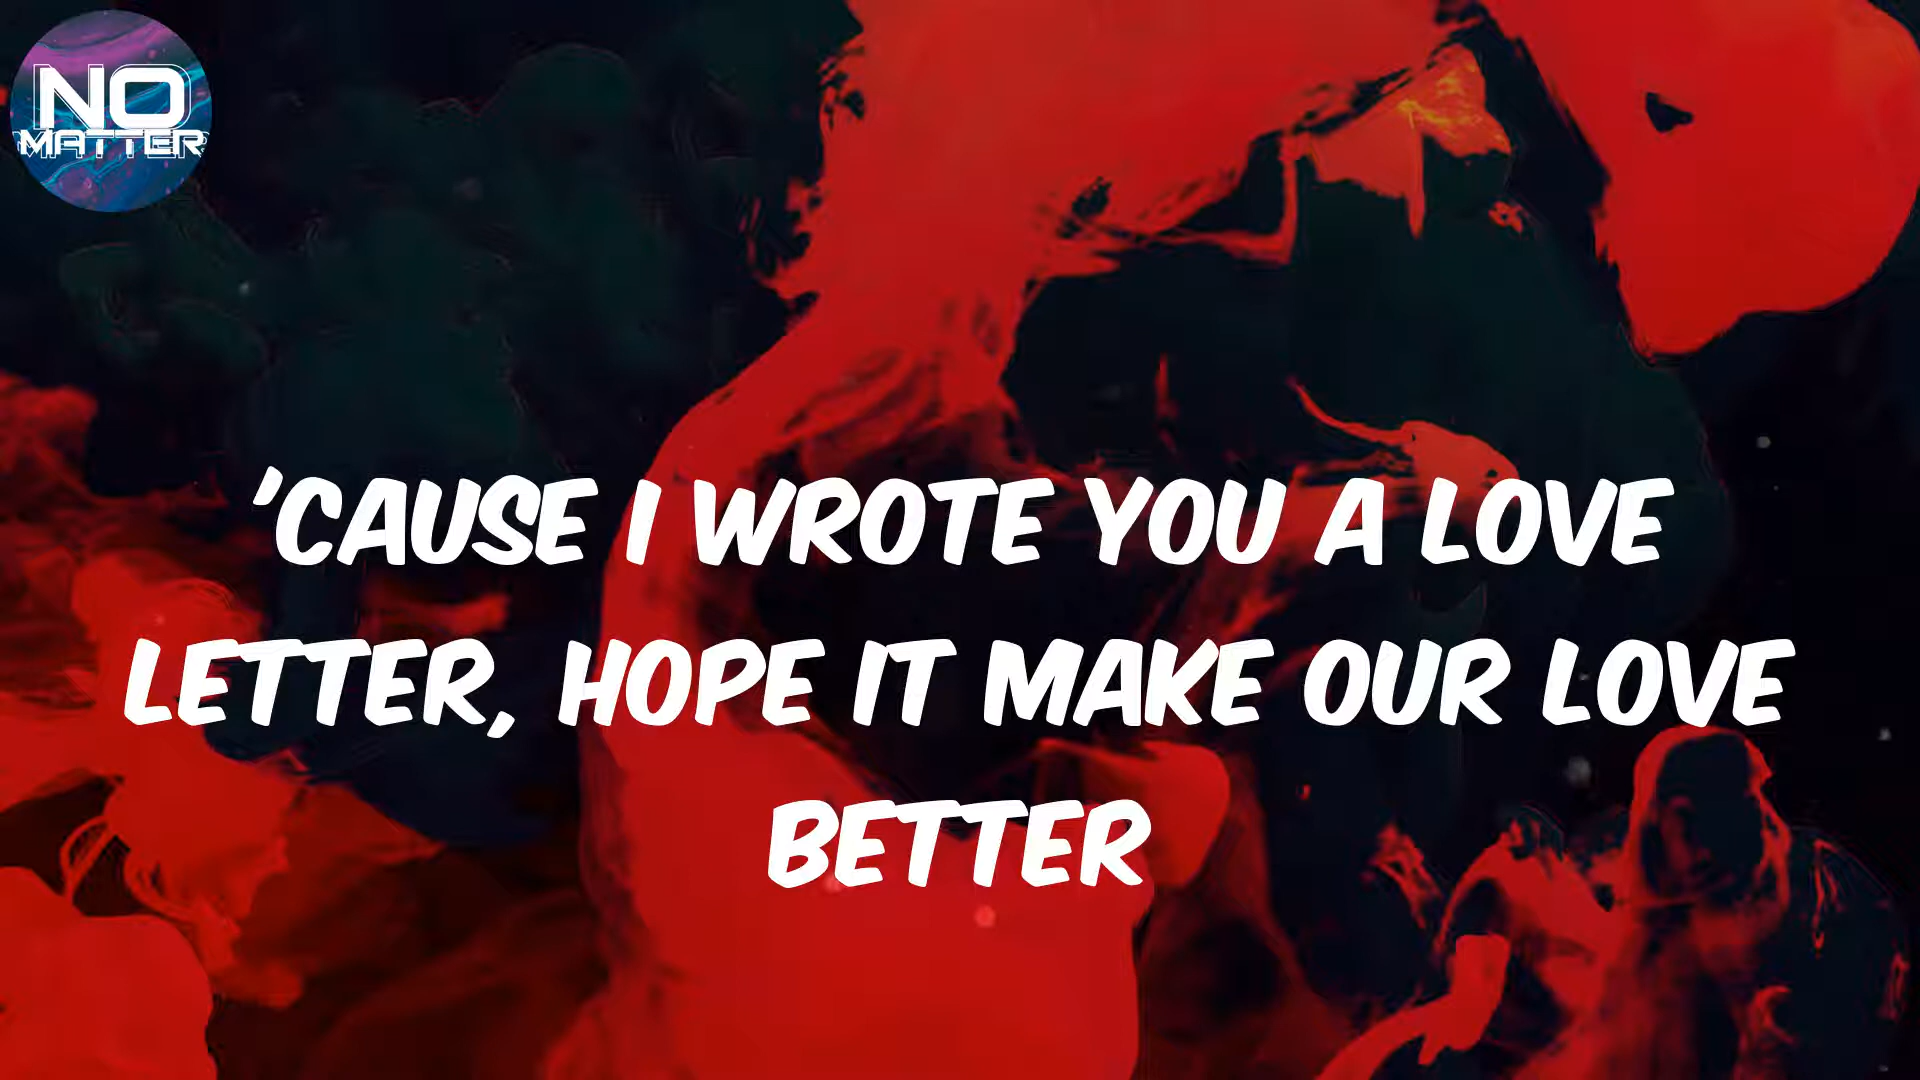 NO
MATTER
'CAUSE I WROTE YOU A LOVE
LETTER, HOPE IT MAKE OUR LOVE
BETTER